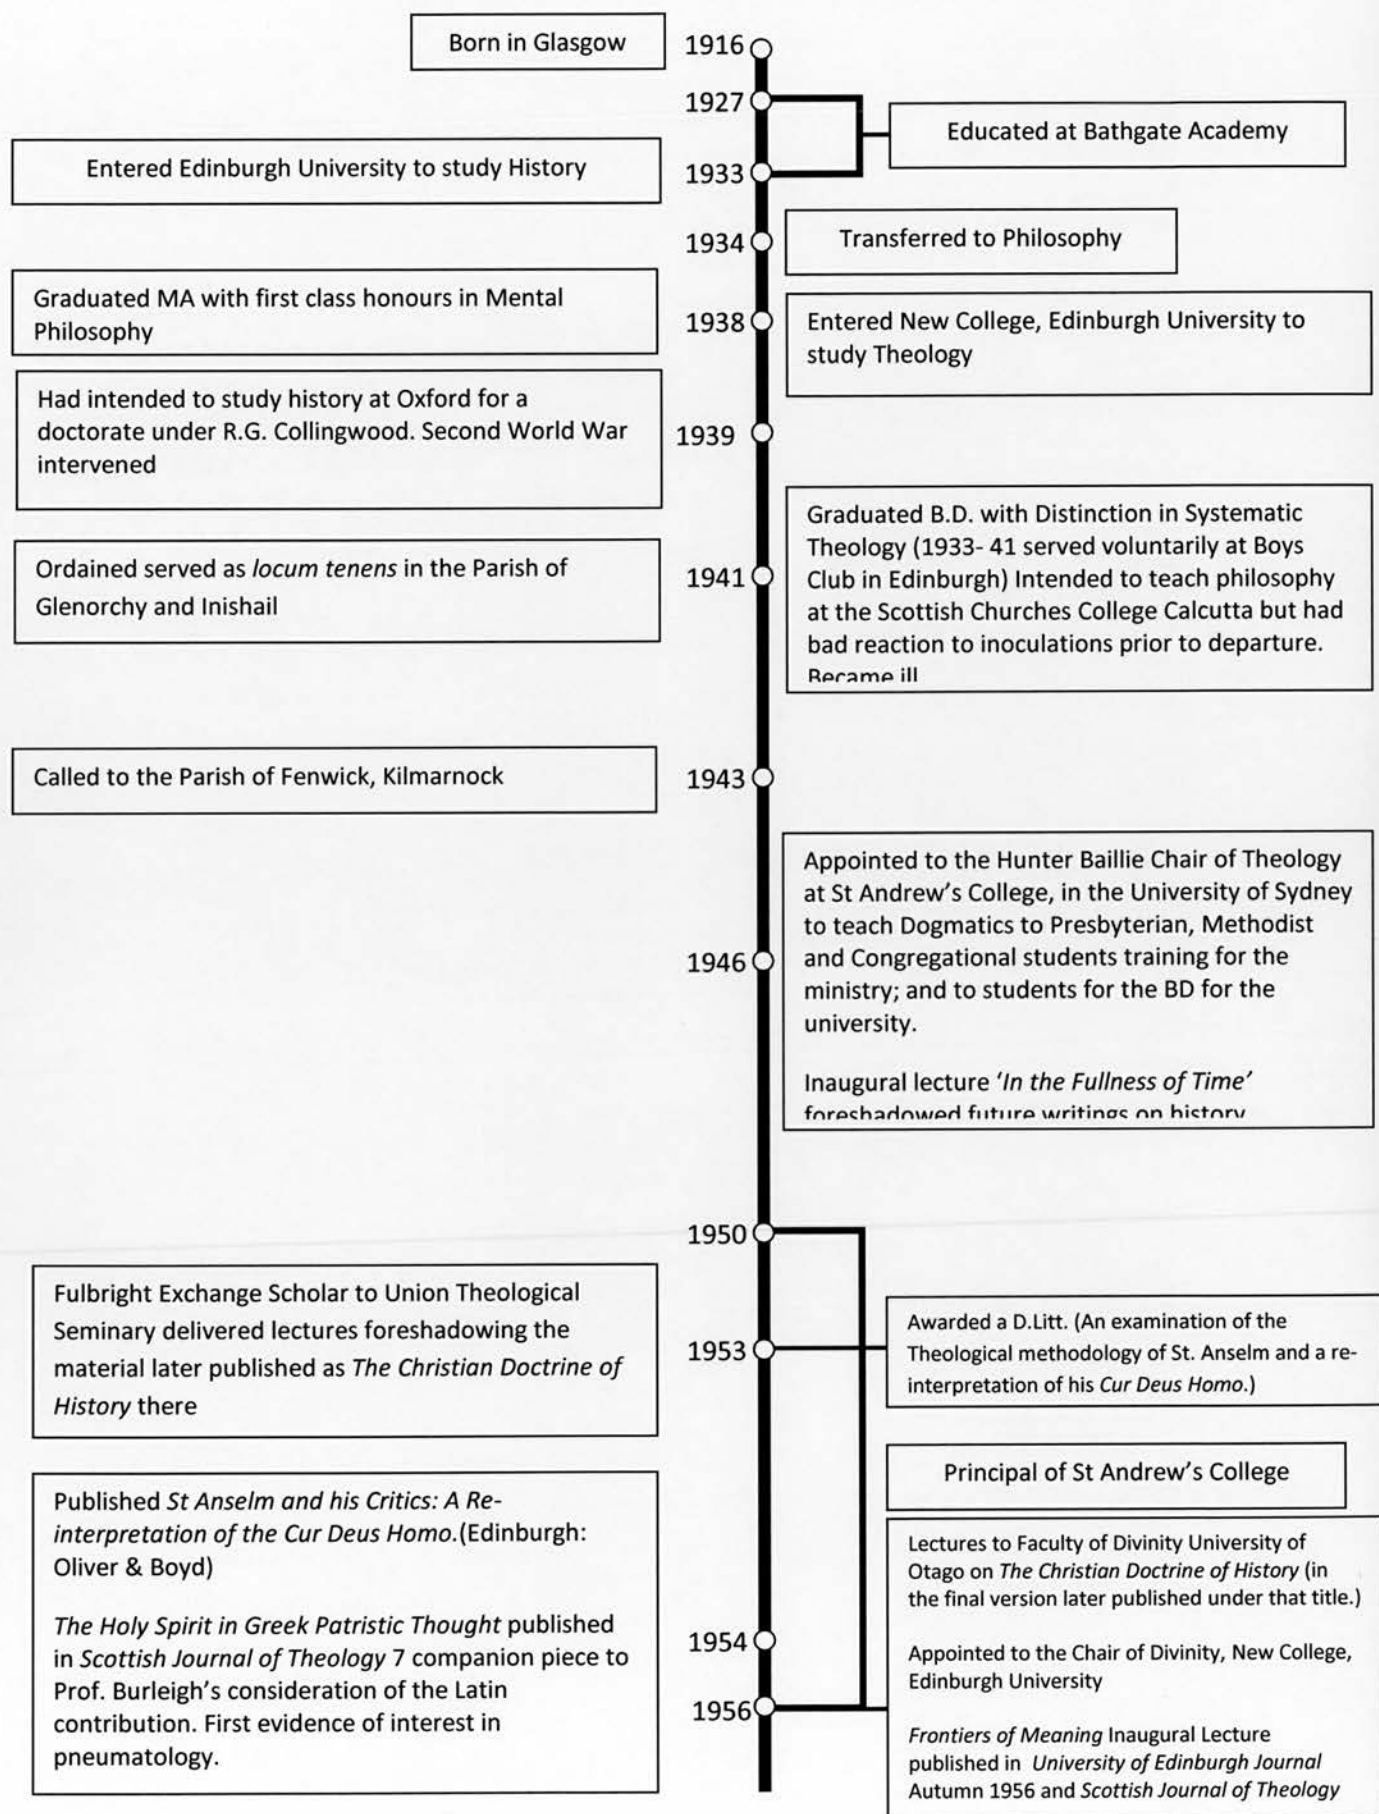 Born in Glasgow
1916
1927
Educated at Bathgate Academy
Entered Edinburgh University to study History
1933
1934
Transferred to Philosophy
Graduated MA with first class honours in Mental
Philosophy
1938
Entered New College, Edinburgh University to
study Theology
Had intended to study history at Oxford for a
doctorate under R.G. Collingwood. Second World War
intervened
1939
Ordained served as locum tenens in the Parish of
Glenorchy and Inishail
1941
Graduated B.D. with Distinction in Systematic
Theology (1933- 41 served voluntarily at Boys
Club in Edinburgh) Intended to teach philosophy
at the Scottish Churches College Calcutta but had
bad reaction to inoculations prior to departure.
Became ill
Called to the Parish of Fenwick, Kilmarnock
1943
1946
Appointed to the Hunter Baillie Chair of Theology
at St Andrew's College, in the University of Sydney
to teach Dogmatics to Presbyterian, Methodist
and Congregational students training for the
ministry; and to students for the BD for the
university.
Inaugural lecture 'In the Fullness of Time'
foreshadowed future writings on history
1950
Fulbright Exchange Scholar to Union Theological
Seminary delivered lectures foreshadowing the
material later published as The Christian Doctrine of
History there
1953
Awarded a D.Litt. (An examination of the
Theological methodology of St. Anselm and a re-
interpretation of his Cur Deus Homo.)
Principal of St Andrew's College
Published St Anselm and his Critics: A Re-
interpretation of the Cur Deus Homo.(Edinburgh:
Oliver & Boyd)
The Holy Spirit in Greek Patristic Thought published
in Scottish Journal of Theology 7 companion piece to
Prof. Burleigh's consideration of the Latin
contribution. First evidence of interest in
pneumatology.
1954
1956
Lectures to Faculty of Divinity University of
Otago on The Christian Doctrine of History (in
the final version later published under that title.)
Appointed to the Chair of Divinity, New College,
Edinburgh University
Frontiers of Meaning Inaugural Lecture
published in University of Edinburgh Journal
Autumn 1956 and Scottish Journal of Theology